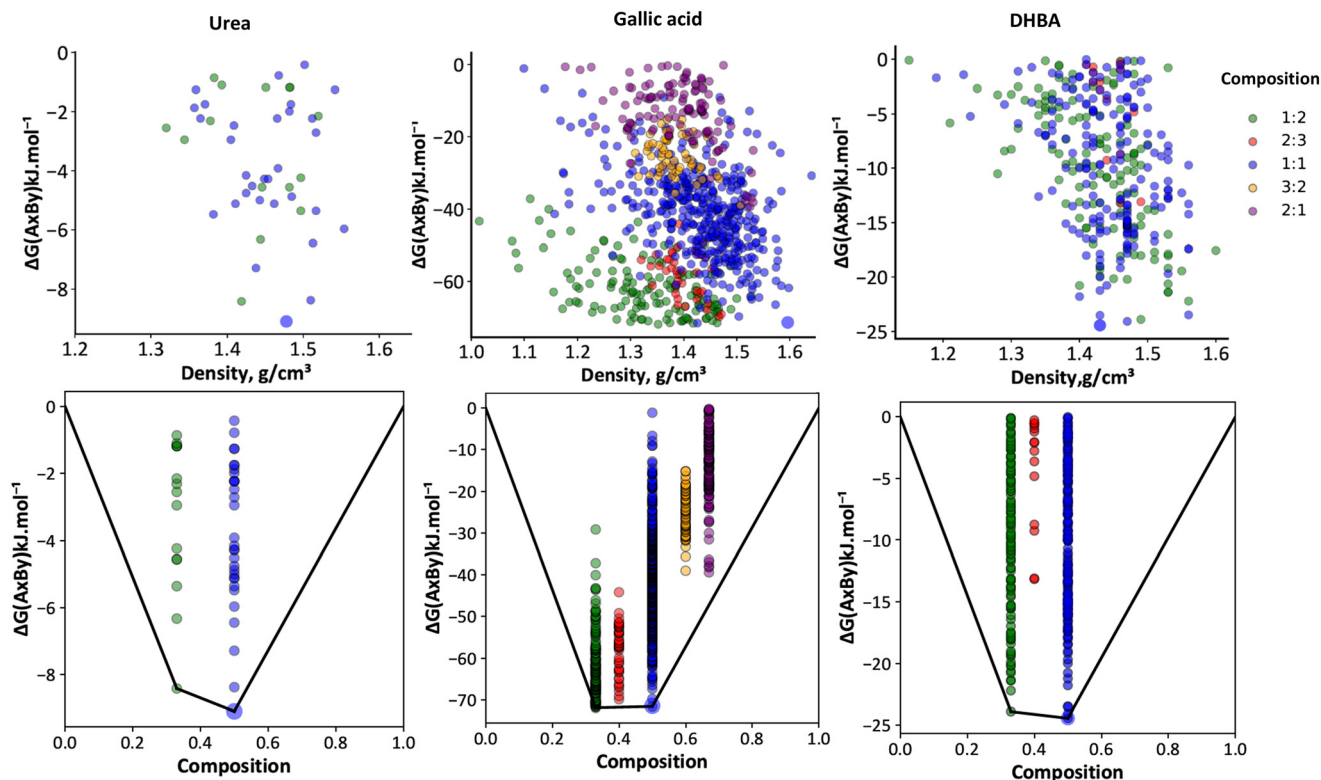 Urea
Gallic acid
DHBA
ΔG(AxBy)kJ.mol⁻¹
0
−2
−4
−6
−8
1.2 1.3 1.4 1.5 1.6
Density, g/cm³
ΔG(AxBy)kJ.mol⁻¹
0
−20
−40
−60
1.0 1.1 1.2 1.3 1.4 1.5 1.6
Density, g/cm³
ΔG(AxBy)kJ.mol⁻¹
0
−5
−10
−15
−20
−25
1.2 1.3 1.4 1.5 1.6
Density,g/cm³
Composition
1:2
2:3
1:1
3:2
2:1
ΔG(AxBy)kJ.mol⁻¹
0
−2
−4
−6
−8
0.0 0.2 0.4 0.6 0.8 1.0
Composition
ΔG(AxBy)kJ.mol⁻¹
0
−10
−20
−30
−40
−50
−60
−70
0.0 0.2 0.4 0.6 0.8 1.0
Composition
ΔG(AxBy)kJ.mol⁻¹
0
−5
−10
−15
−20
−25
0.0 0.2 0.4 0.6 0.8 1.0
Composition